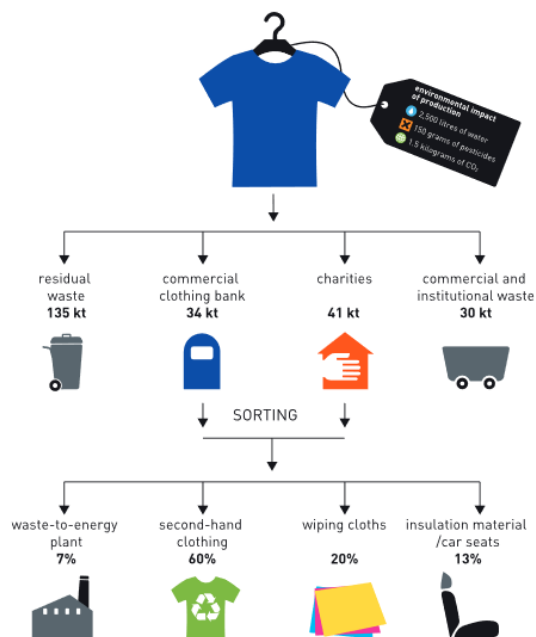 environmental impact
of production
2,500 litres of water
150 grams of pesticides
1.5 kilograms of CO₂
residual
waste
135 kt
commercial
clothing bank
34 kt
charities
41 kt
commercial and
institutional waste
30 kt
SORTING
waste-to-energy
plant
7%
second-hand
clothing
60%
wiping cloths
20%
insulation material
/car seats
13%